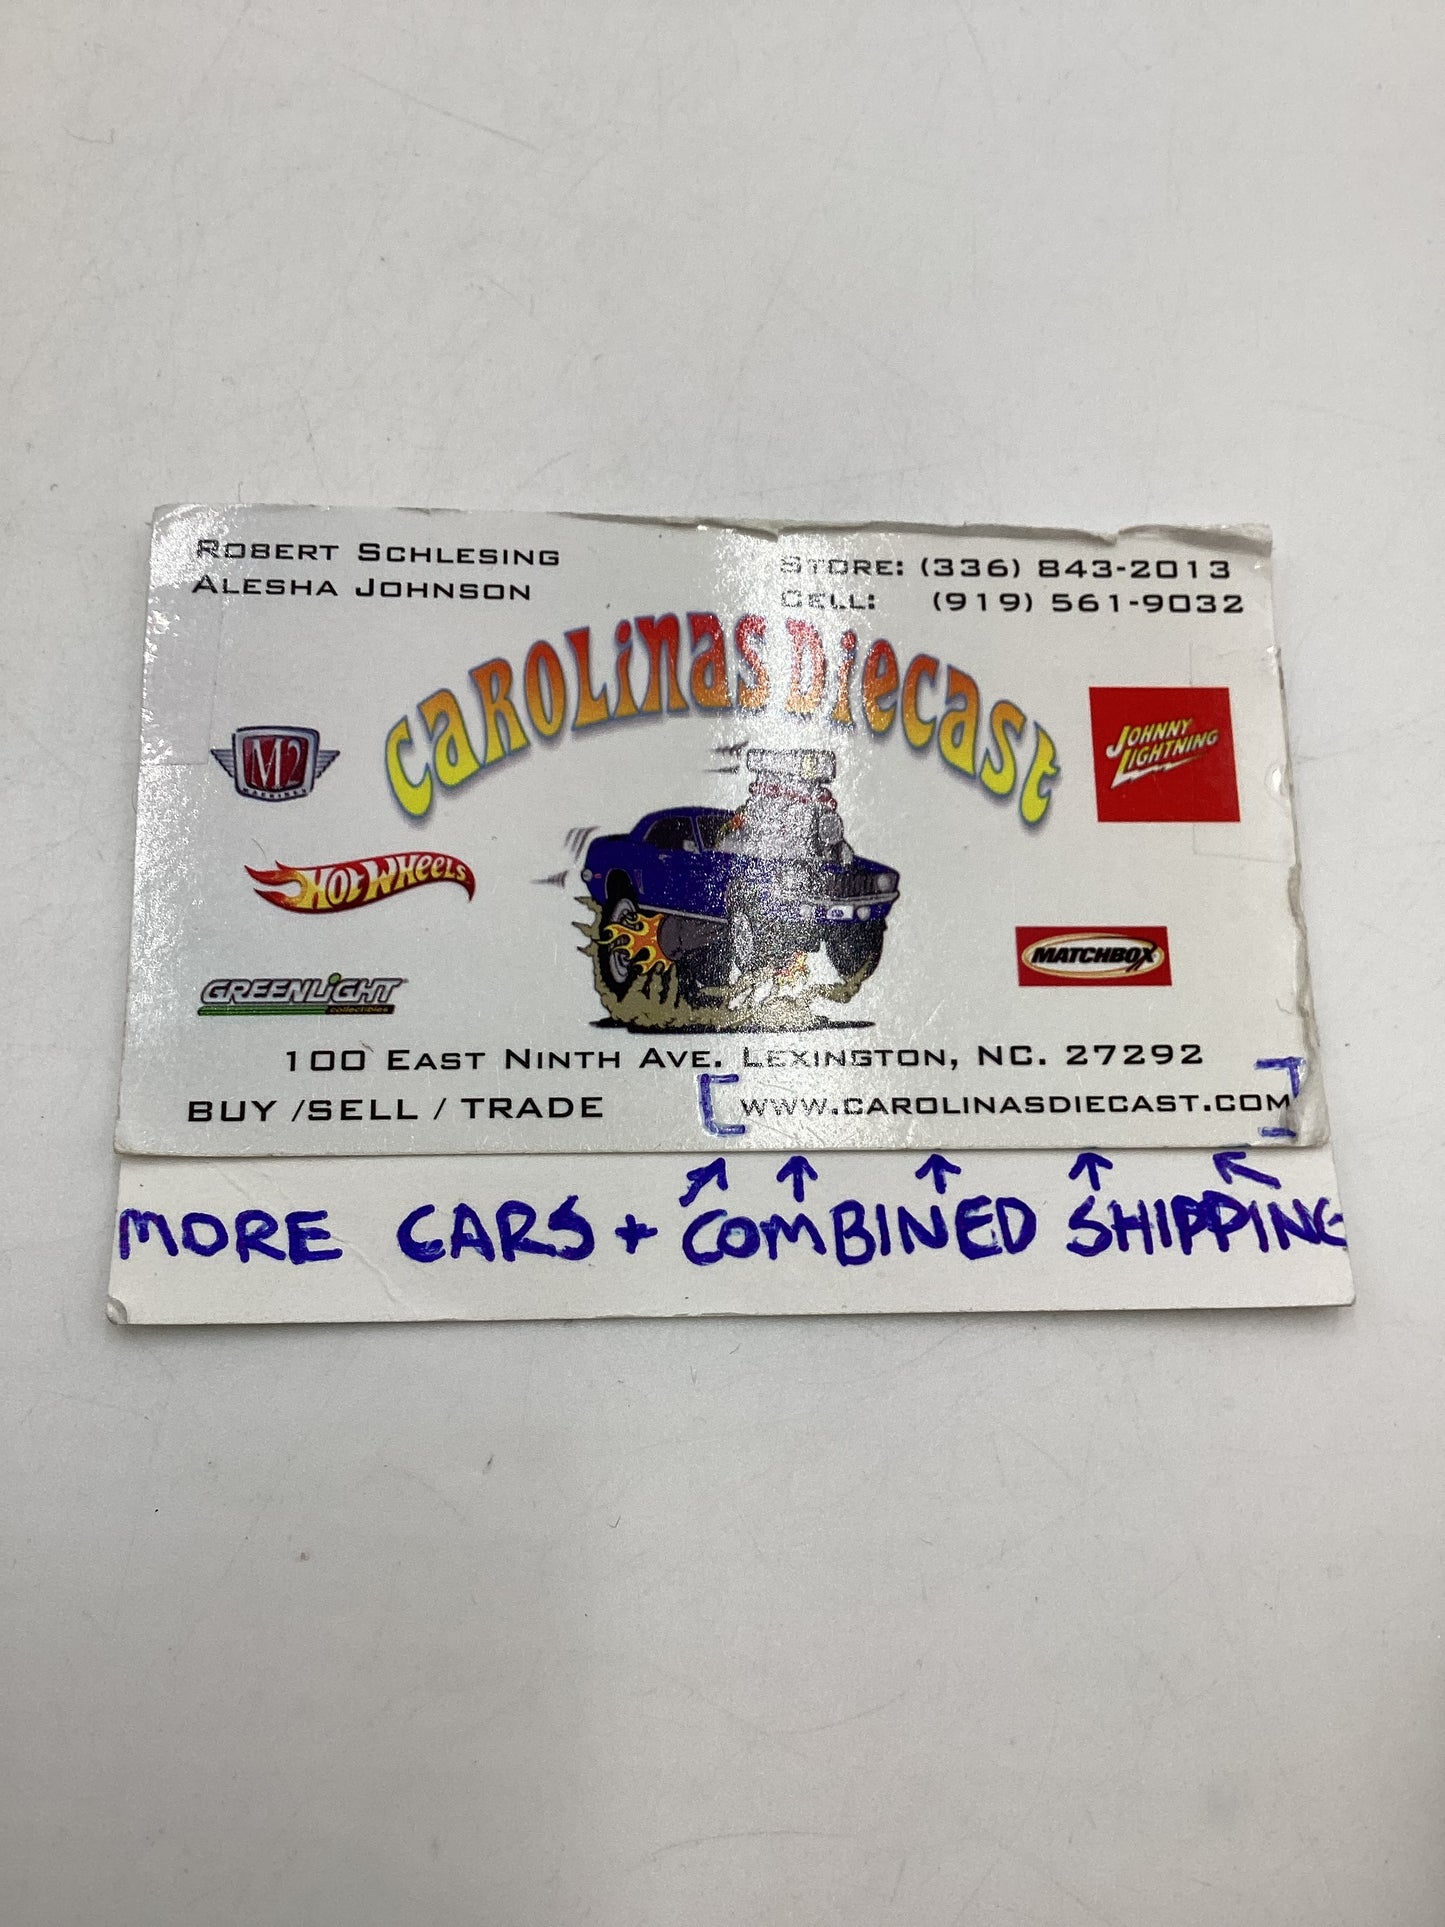 ROBERT SCHLESING
ALESHA JOHNSON
STORE: (336) 843-2013
CELL: (919) 561-9032
CAROLINAS DIECAST
M2
MACHINES
JOHNNY
LIGHTNING
HOT WHEELS
MATCHBOX
GREENLIGHT
collectibles
100 EAST NINTH AVE. LEXINGTON, NC. 27292
BUY /SELL / TRADE
WWW.CAROLINASDIECAST.COM
MORE CARS + COMBINED SHIPPING